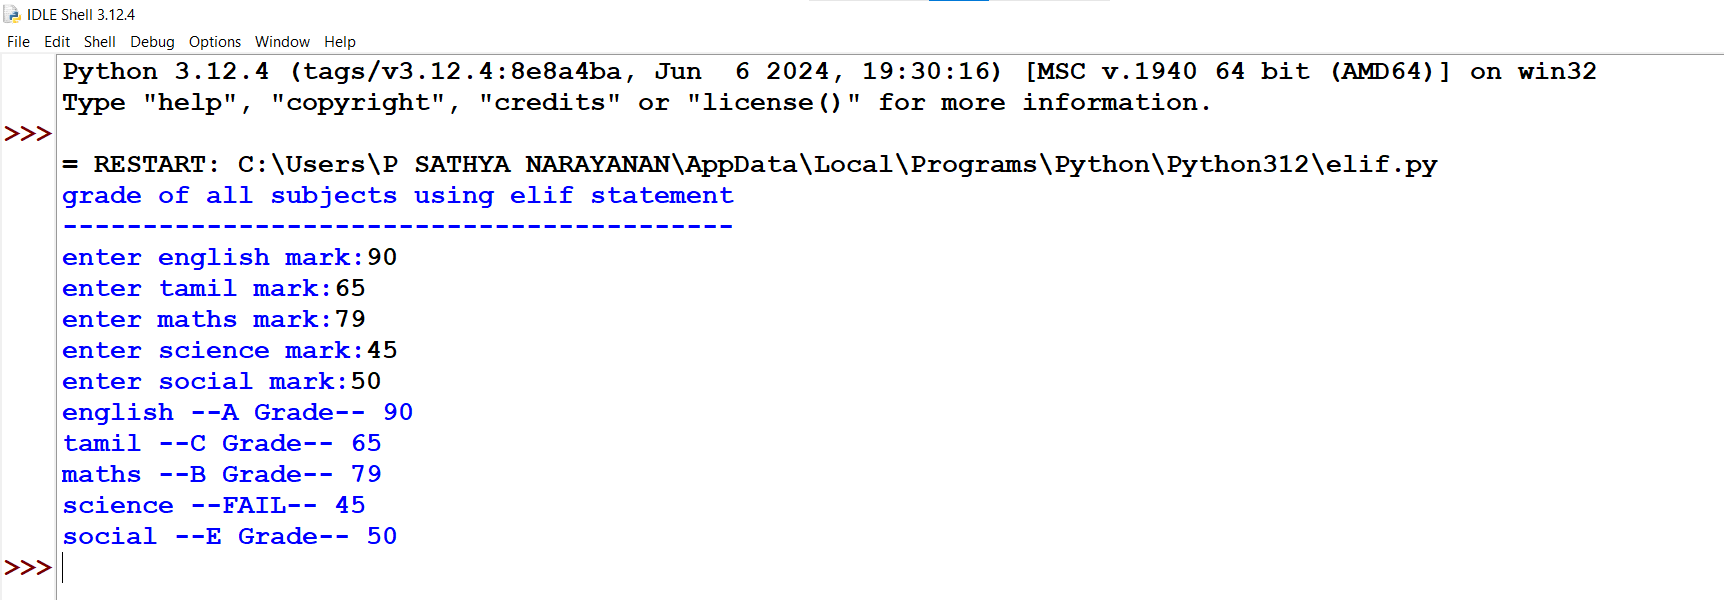 IDLE Shell 3.12.4
File Edit Shell Debug Options Window Help
Python 3.12.4 (tags/v3.12.4:8e8a4ba, Jun  6 2024, 19:30:16) [MSC v.1940 64 bit (AMD64)] on win32
Type "help", "copyright", "credits" or "license()" for more information.
>>>
= RESTART: C:\Users\P SATHYA NARAYANAN\AppData\Local\Programs\Python\Python312\elif.py
grade of all subjects using elif statement
------------------------------------------
enter english mark:90
enter tamil mark:65
enter maths mark:79
enter science mark:45
enter social mark:50
english --A Grade-- 90
tamil --C Grade-- 65
maths --B Grade-- 79
science --FAIL-- 45
social --E Grade-- 50
>>>